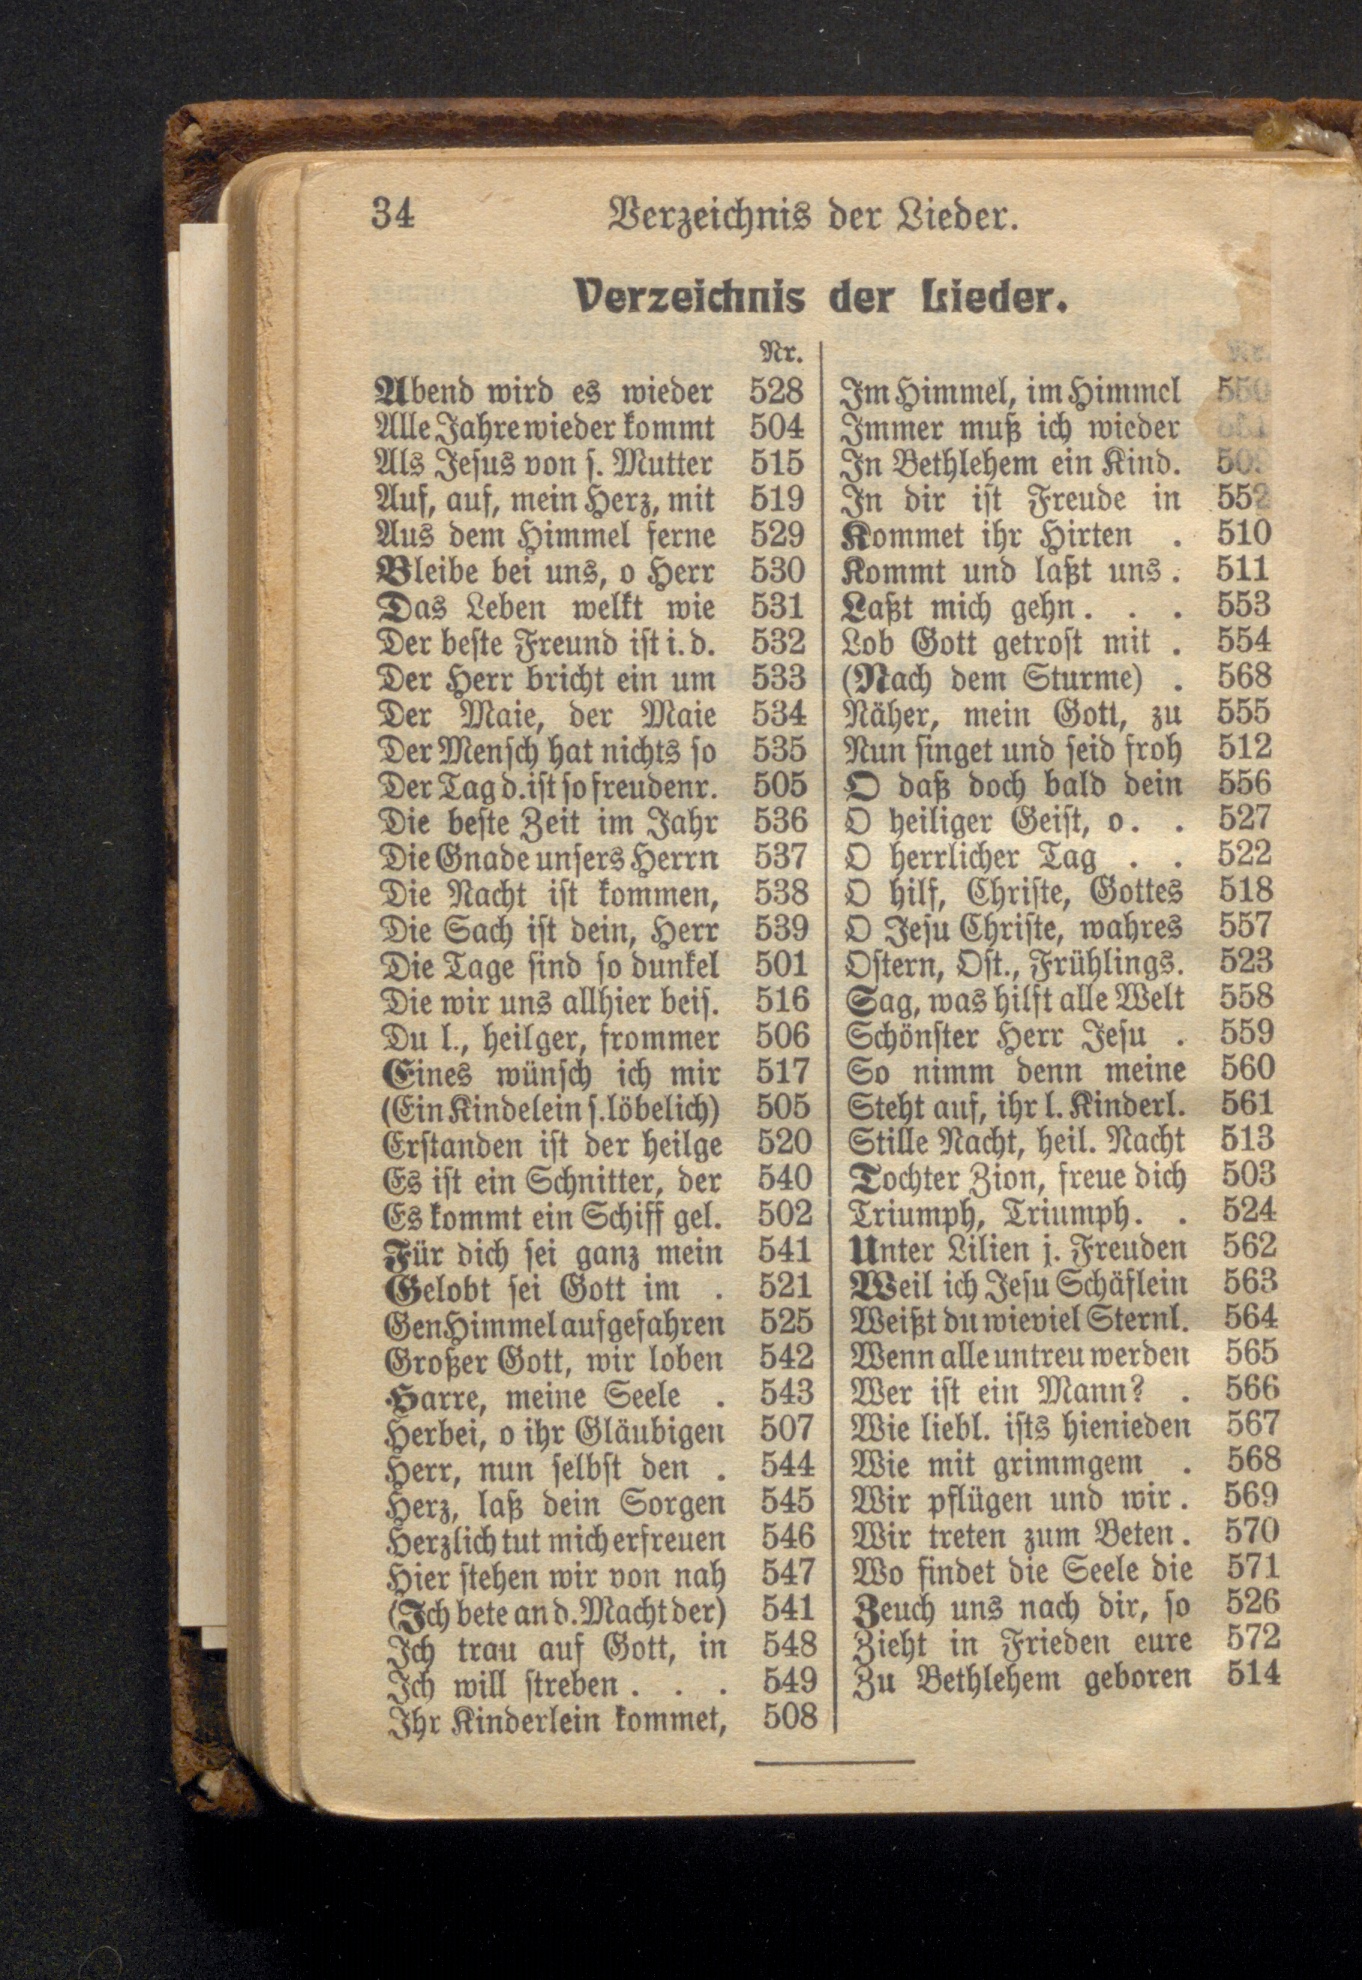 34 Verzeichnis der Lieder.
Verzeichnis der Lieder.
Nr.
Abend wird es wieder 528
Alle Jahre wieder kommt 504
Als Jesus von s. Mutter 515
Auf, auf, mein Herz, mit 519
Aus dem Himmel ferne 529
Bleibe bei uns, o Herr 530
Das Leben welkt wie 531
Der beste Freund ist i. d. 532
Der Herr bricht ein um 533
Der Maie, der Maie 534
Der Mensch hat nichts so 535
Der Tag d. ist so freudenr. 505
Die beste Zeit im Jahr 536
Die Gnade unsers Herrn 537
Die Nacht ist kommen, 538
Die Sach ist dein, Herr 539
Die Tage sind so dunkel 501
Die wir uns allhier beis. 516
Du l., heilger, frommer 506
Eines wünsch ich mir 517
(Ein Kindelein s. löbelich) 505
Erstanden ist der heilge 520
Es ist ein Schnitter, der 540
Es kommt ein Schiff gel. 502
Für dich sei ganz mein 541
Gelobt sei Gott im . 521
Gen Himmel aufgefahren 525
Großer Gott, wir loben 542
Harre, meine Seele . 543
Herbei, o ihr Gläubigen 507
Herr, nun selbst den . 544
Herz, laß dein Sorgen 545
Herzlich tut mich erfreuen 546
Hier stehen wir von nah 547
(Ich bete an d. Macht der) 541
Ich trau auf Gott, in 548
Ich will streben . . . 549
Ihr Kinderlein kommet, 508
Nr.
Im Himmel, im Himmel 550
Immer muß ich wieder 551
In Bethlehem ein Kind. 509
In dir ist Freude in 552
Kommet ihr Hirten . 510
Kommt und laßt uns . 511
Laßt mich gehn . . . 553
Lob Gott getrost mit . 554
(Nach dem Sturme) . 568
Näher, mein Gott, zu 555
Nun singet und seid froh 512
O daß doch bald dein 556
O heiliger Geist, o . . 527
O herrlicher Tag . . 522
O hilf, Christe, Gottes 518
O Jesu Christe, wahres 557
Ostern, Ost., Frühlings. 523
Sag, was hilft alle Welt 558
Schönster Herr Jesu . 559
So nimm denn meine 560
Steht auf, ihr l. Kinderl. 561
Stille Nacht, heil. Nacht 513
Tochter Zion, freue dich 503
Triumph, Triumph . . 524
Unter Lilien j. Freuden 562
Weil ich Jesu Schäflein 563
Weißt du wieviel Sternl. 564
Wenn alle untreu werden 565
Wer ist ein Mann? . 566
Wie liebl. ists hienieden 567
Wie mit grimmgem . 568
Wir pflügen und wir . 569
Wir treten zum Beten . 570
Wo findet die Seele die 571
Zeuch uns nach dir, so 526
Zieht in Frieden eure 572
Zu Bethlehem geboren 514